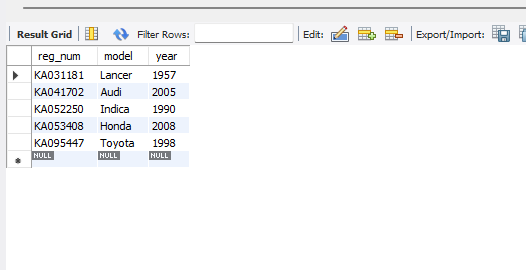 Result Grid Filter Rows: Edit: Export/Import:
reg_num model year
KA031181 Lancer 1957
KA041702 Audi 2005
KA052250 Indica 1990
KA053408 Honda 2008
KA095447 Toyota 1998
NULL NULL NULL